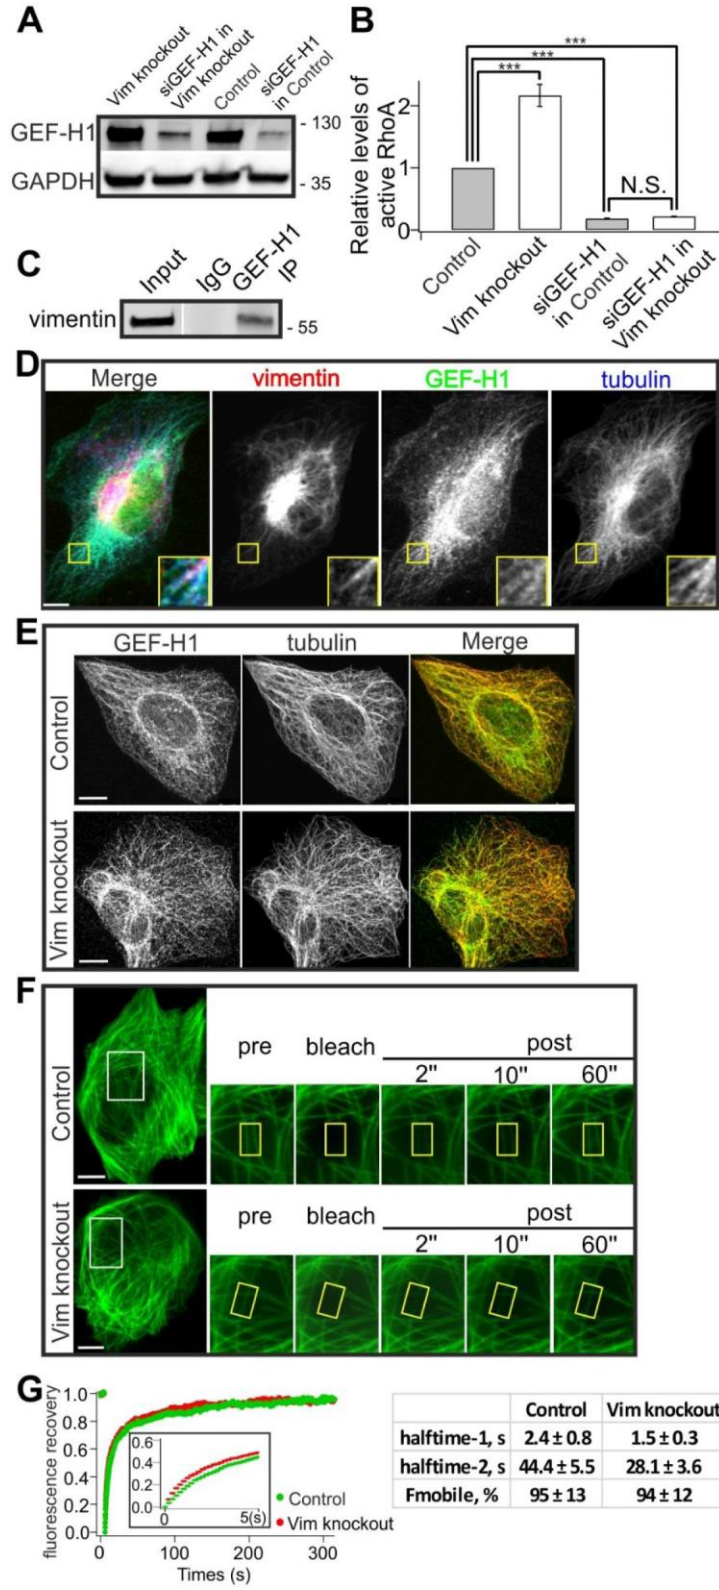 A
Vim knockout
siGEF-H1 in
Vim knockout
Control
siGEF-H1
in Control
GEF-H1
- 130
GAPDH
- 35
B
Relative levels of
active RhoA
2
1
0
***
***
***
N.S.
Control
Vim knockout
siGEF-H1
in Control
siGEF-H1 in
Vim knockout
C
Input
IgG
GEF-H1
IP
vimentin
- 55
D
Merge
vimentin
GEF-H1
tubulin
E
GEF-H1
tubulin
Merge
Control
Vim knockout
F
Control
pre
bleach
post
2"
10"
60"
Vim knockout
pre
bleach
post
2"
10"
60"
G
fluorescence recovery
1.0
0.8
0.6
0.4
0.2
0.0
0.6
0.4
0.2
0.0
0
5(s)
Control
Vim knockout
0
100
200
300
Times (s)
Control Vim knockout
halftime-1, s 2.4 ± 0.8 1.5 ± 0.3
halftime-2, s 44.4 ± 5.5 28.1 ± 3.6
Fmobile, % 95 ± 13 94 ± 12